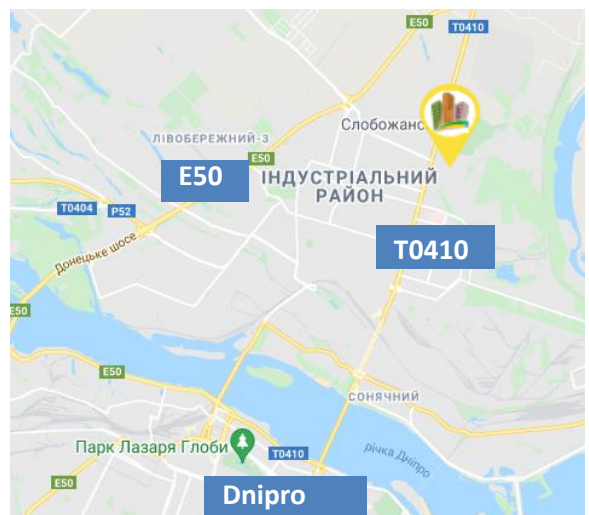 E50
T0410
Слобожанс
ЛІВОБЕРЕЖНИЙ-3
E50
E50
ІНДУСТРІАЛЬНИЙ
РАЙОН
T0404
P52
T0410
Донецьке шосе
E50
E50
СОНЯЧНИЙ
Парк Лазаря Глоби
T0410
річка Дніпро
E50
Dnipro